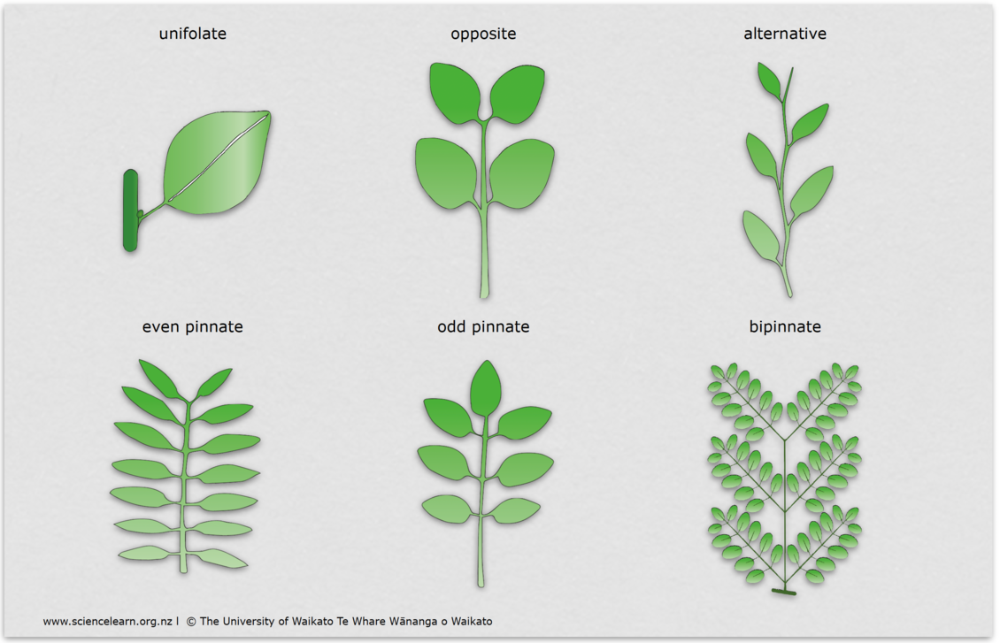 unifolate
opposite
alternative
even pinnate
odd pinnate
bipinnate
www.sciencelearn.org.nz l © The University of Waikato Te Whare Wānanga o Waikato